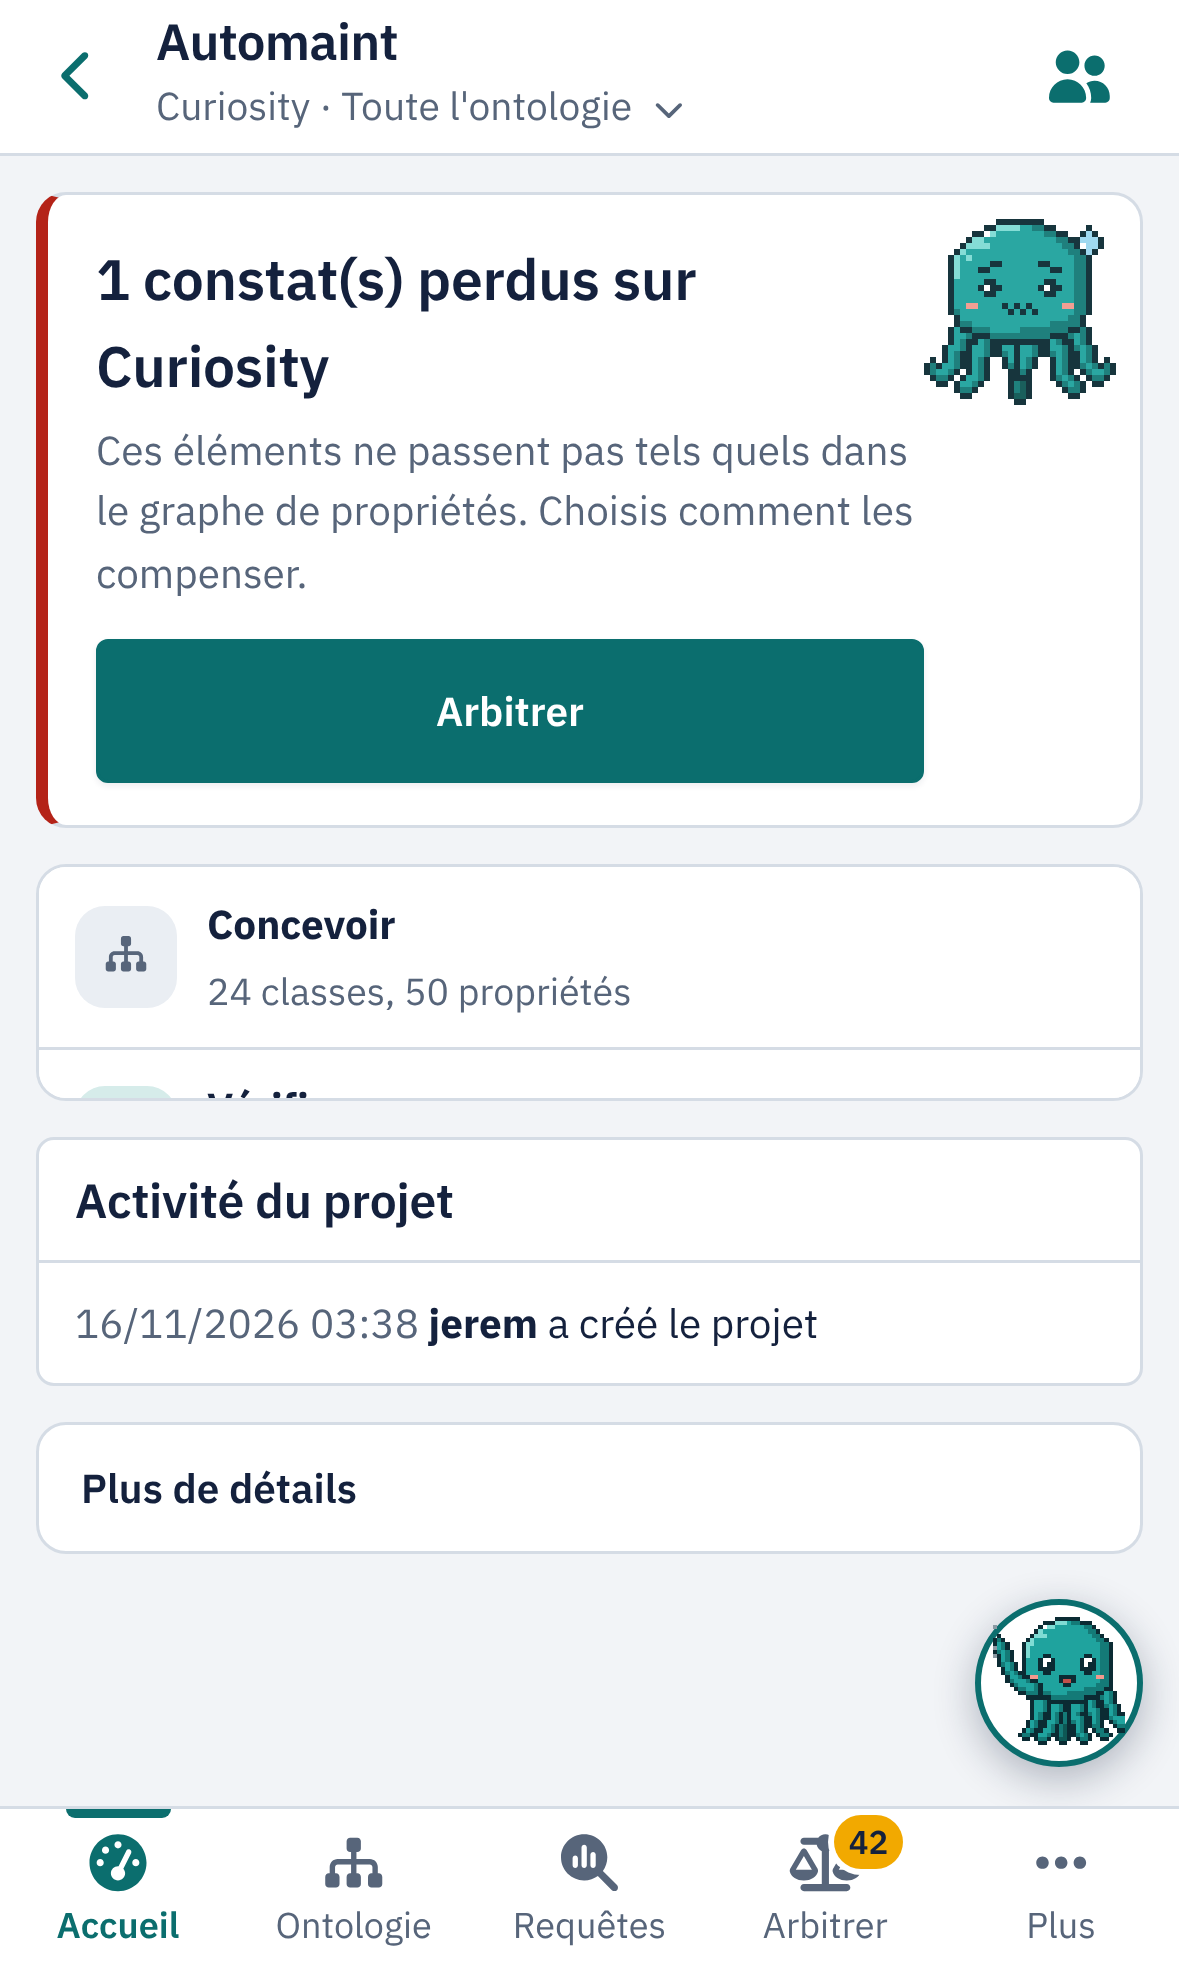 Automaint
Curiosity · Toute l'ontologie
1 constat(s) perdus sur
Curiosity
Ces éléments ne passent pas tels quels dans
le graphe de propriétés. Choisis comment les
compenser.
Arbitrer
Concevoir
24 classes, 50 propriétés
Activité du projet
16/11/2026 03:38 jerem a créé le projet
Plus de détails
42
Accueil
Ontologie
Requêtes
Arbitrer
Plus